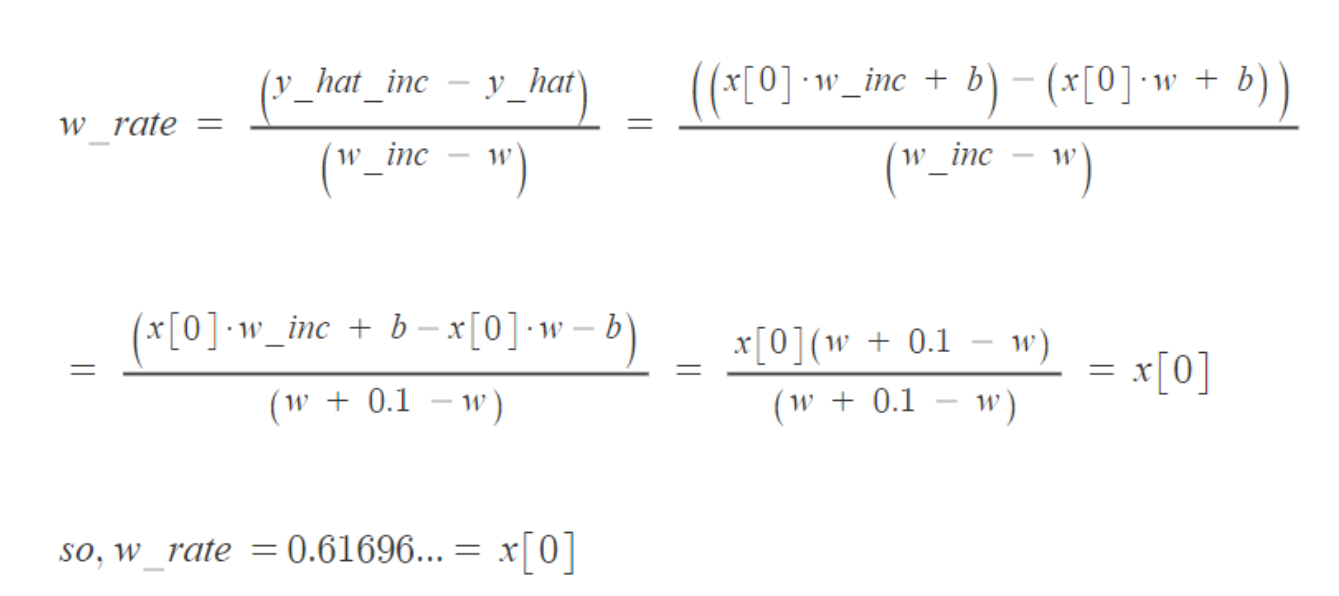 w_rate = (y_hat_inc − y_hat) / (w_inc − w) = ((x[0]·w_inc + b) − (x[0]·w + b)) / (w_inc − w)
= (x[0]·w_inc + b − x[0]·w − b) / (w + 0.1 − w) = x[0](w + 0.1 − w) / (w + 0.1 − w) = x[0]
so, w_rate = 0.61696... = x[0]